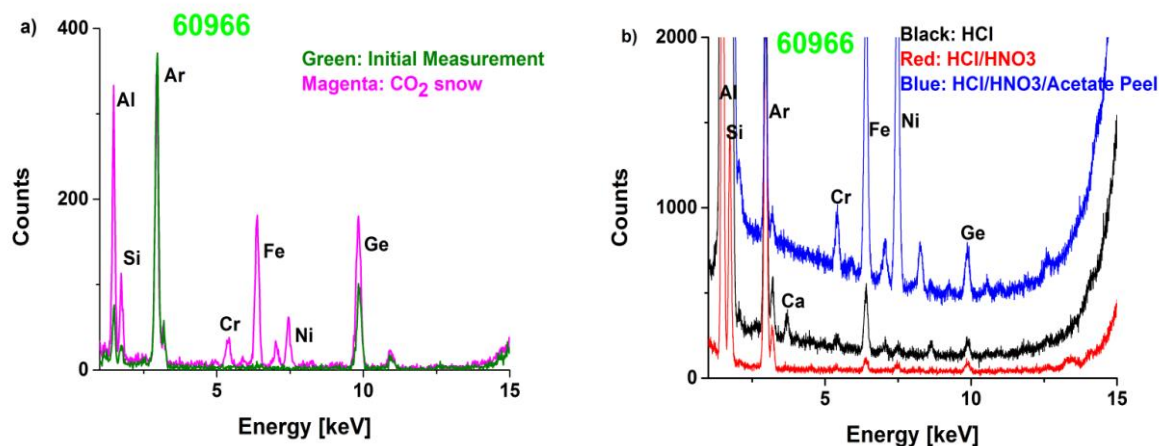 a)
60966
Green: Initial Measurement
Magenta: CO2 snow
Al
Ar
Si
Cr
Fe
Ni
Ge
400
200
0
5
10
15
Counts
Energy [keV]
b)
60966
Black: HCl
Red: HCl/HNO3
Blue: HCl/HNO3/Acetate Peel
Al
Si
Ar
Fe
Ni
Cr
Ge
Ca
2000
1000
0
5
10
15
Counts
Energy [keV]